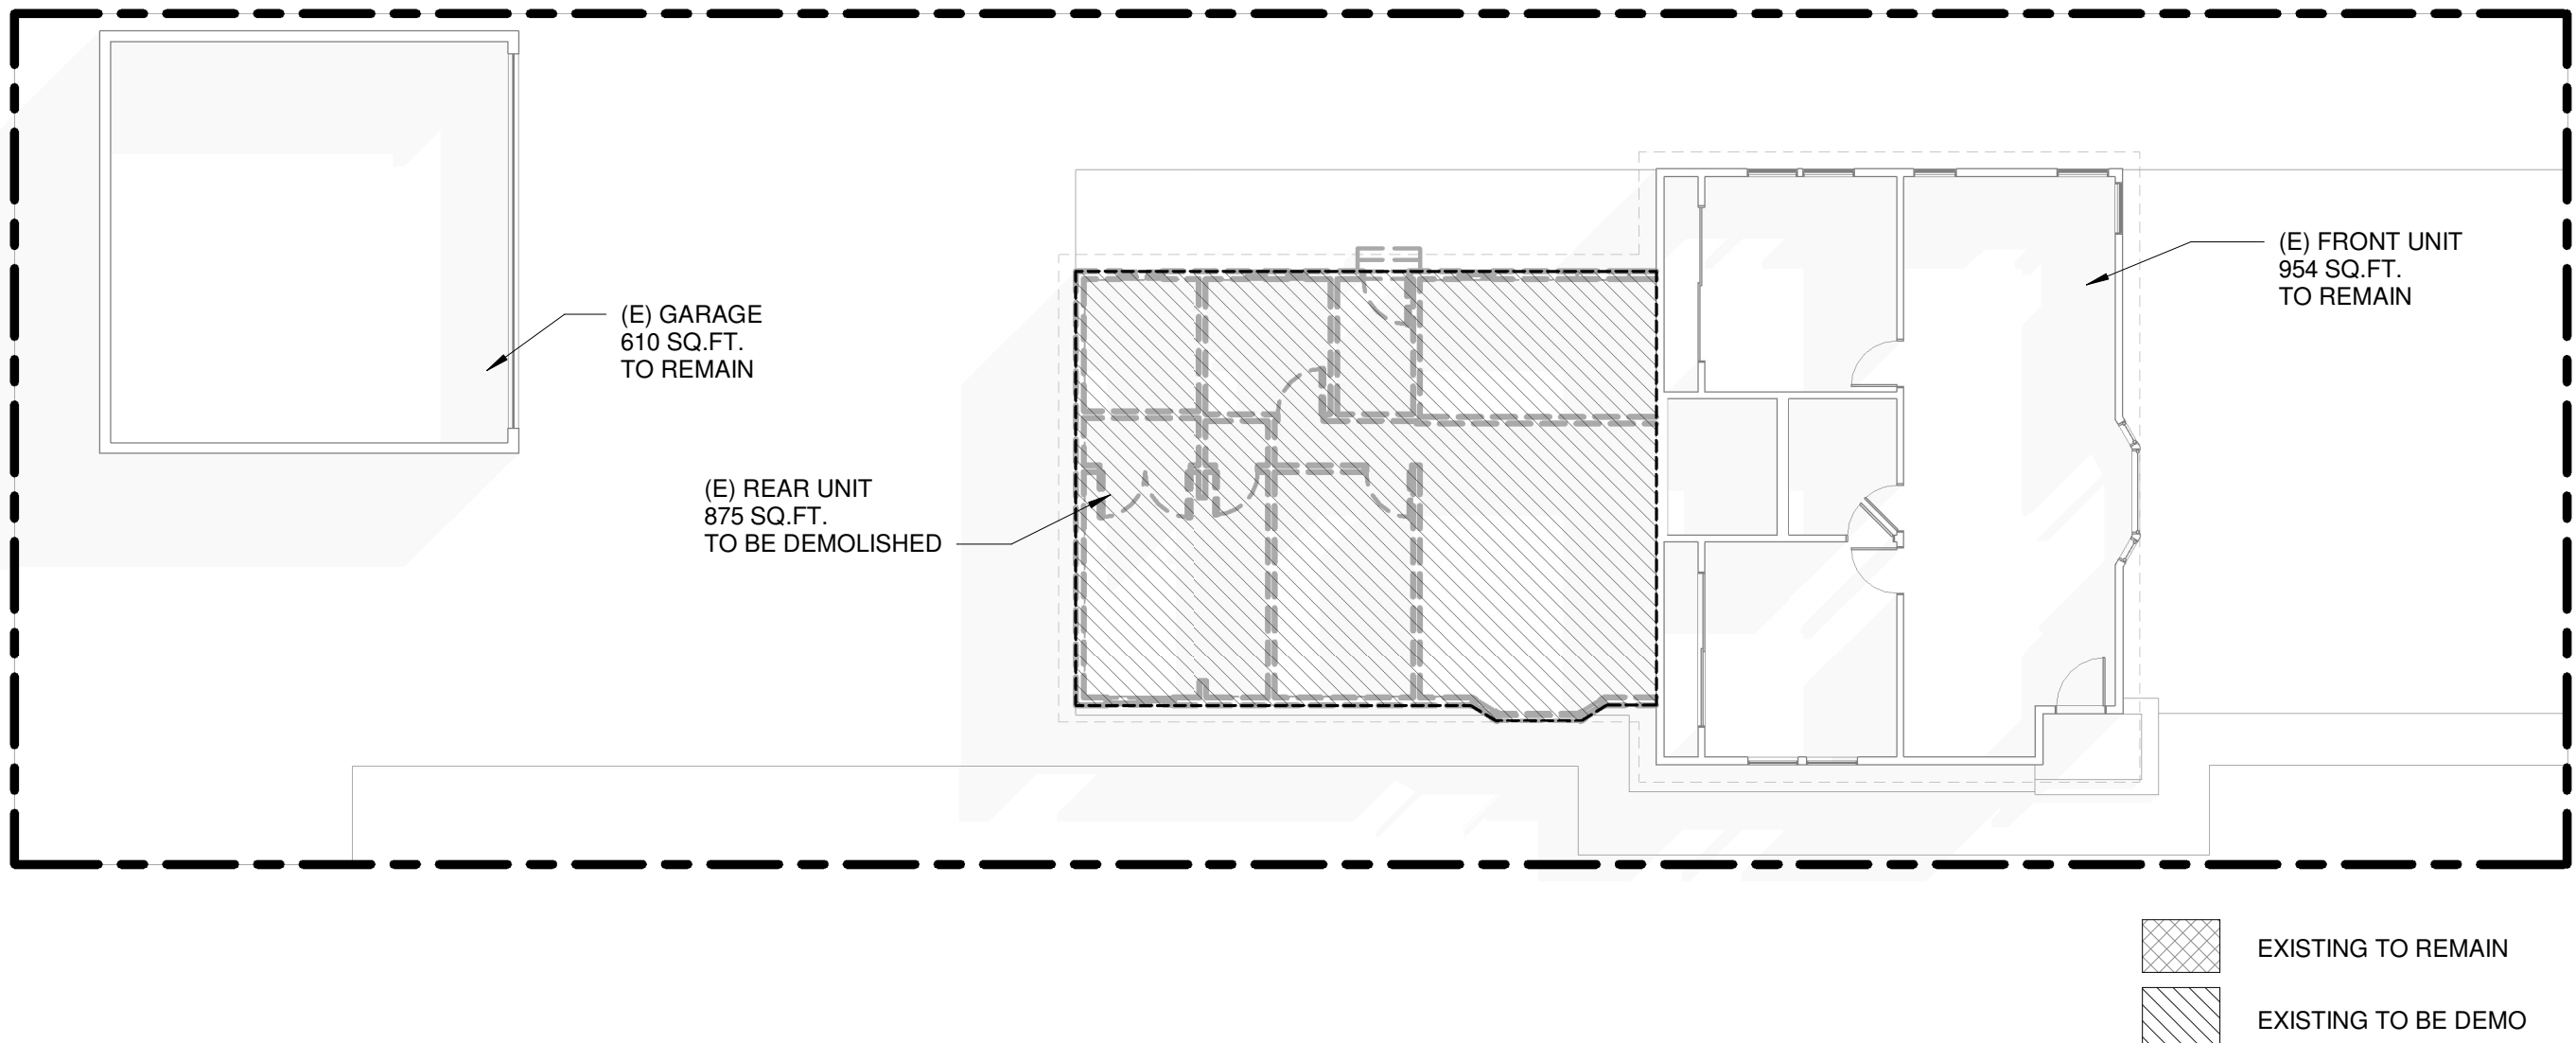 (E) GARAGE
610 SQ.FT.
TO REMAIN
(E) REAR UNIT
875 SQ.FT.
TO BE DEMOLISHED
(E) FRONT UNIT
954 SQ.FT.
TO REMAIN
EXISTING TO REMAIN
EXISTING TO BE DEMO